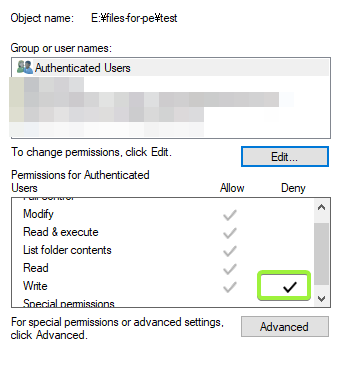 Object name: E:¥files-for-pe¥test
Group or user names:
Authenticated Users
To change permissions, click Edit.
Edit...
Permissions for Authenticated
Users Allow Deny
Full control
Modify
Read & execute
List folder contents
Read
Write
Special permissions
For special permissions or advanced settings,
click Advanced.
Advanced